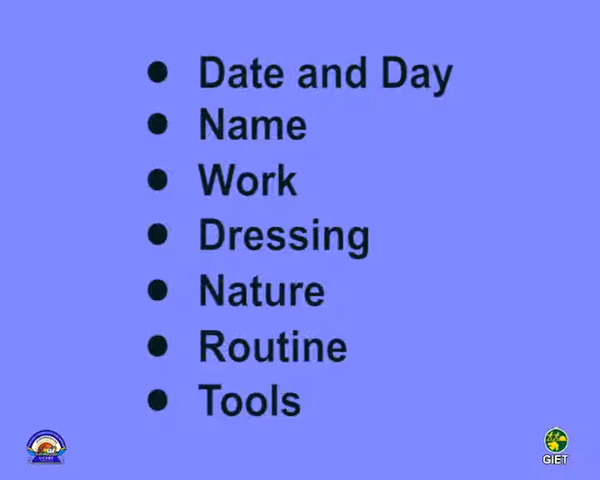 • Date and Day
• Name
• Work
• Dressing
• Nature
• Routine
• Tools
GIET